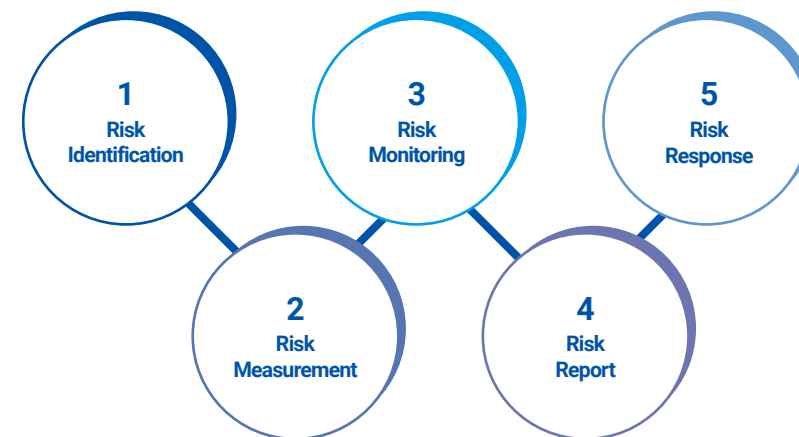 1
Risk
Identification
2
Risk
Measurement
3
Risk
Monitoring
4
Risk
Report
5
Risk
Response